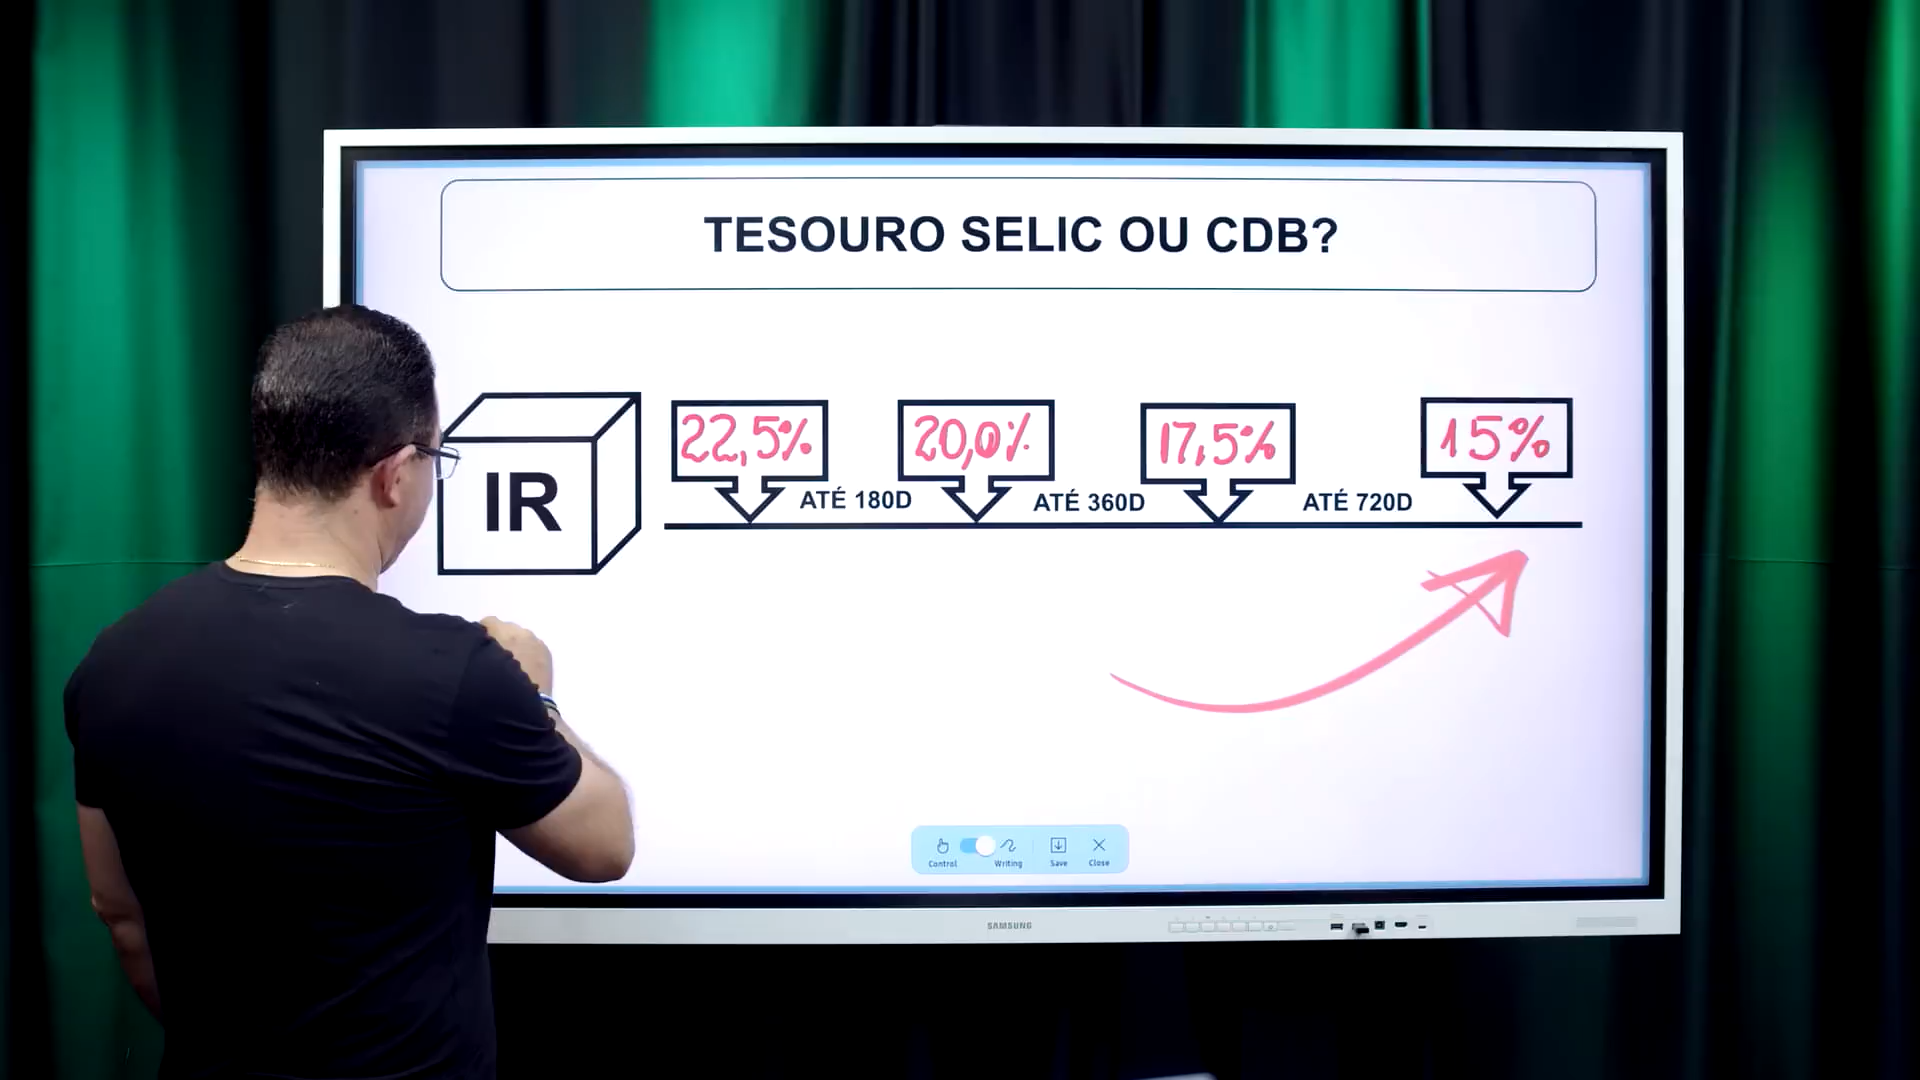 TESOURO SELIC OU CDB?
IR
22,5%
20,0%
17,5%
15%
ATÉ 180D
ATÉ 360D
ATÉ 720D
Control
Writing
Save
Close
SAMSUNG